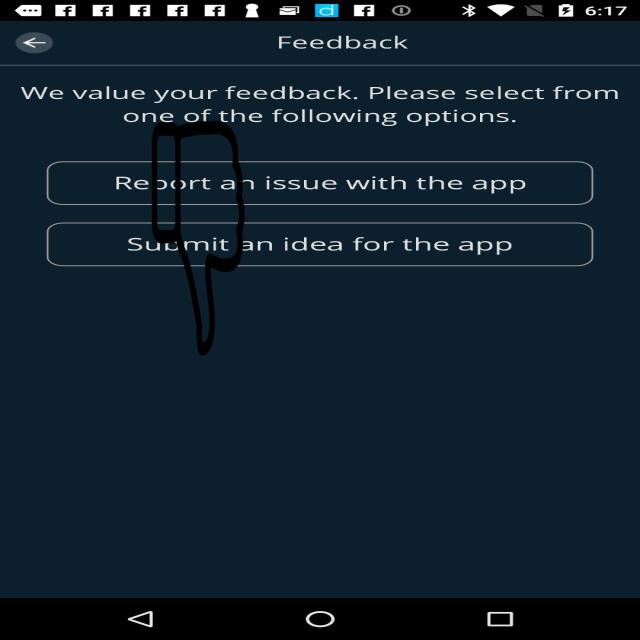 6:17
Feedback
We value your feedback. Please select from
one of the following options.
Report an issue with the app
Submit an idea for the app